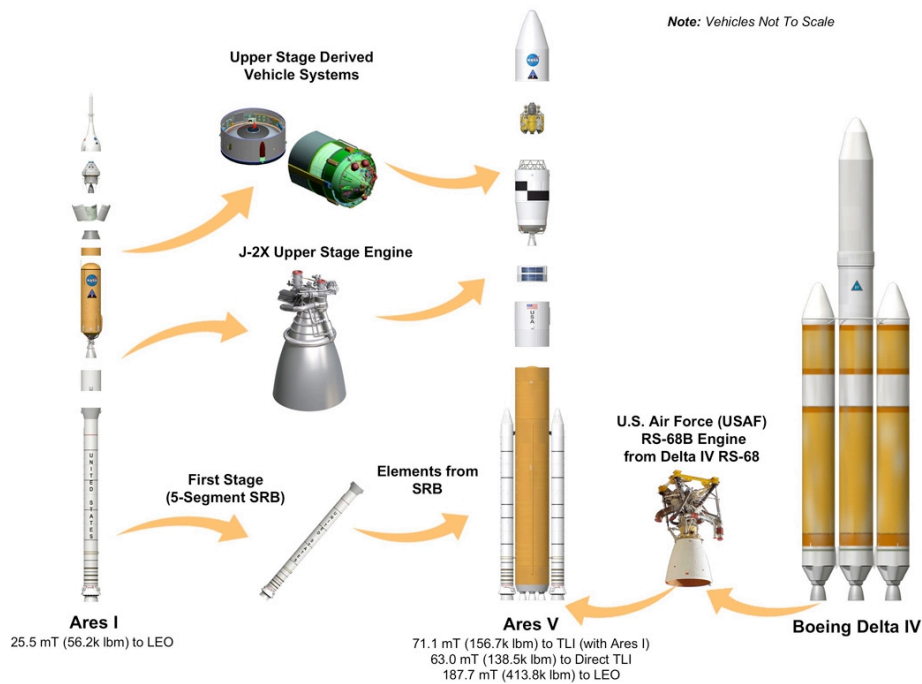 Note: Vehicles Not To Scale
Upper Stage Derived
Vehicle Systems
J-2X Upper Stage Engine
USA
U.S. Air Force (USAF)
RS-68B Engine
from Delta IV RS-68
First Stage
(5-Segment SRB)
Elements from
SRB
UNITED STATES
Ares I
25.5 mT (56.2k lbm) to LEO
Ares V
71.1 mT (156.7k lbm) to TLI (with Ares I)
63.0 mT (138.5k lbm) to Direct TLI
187.7 mT (413.8k lbm) to LEO
Boeing Delta IV